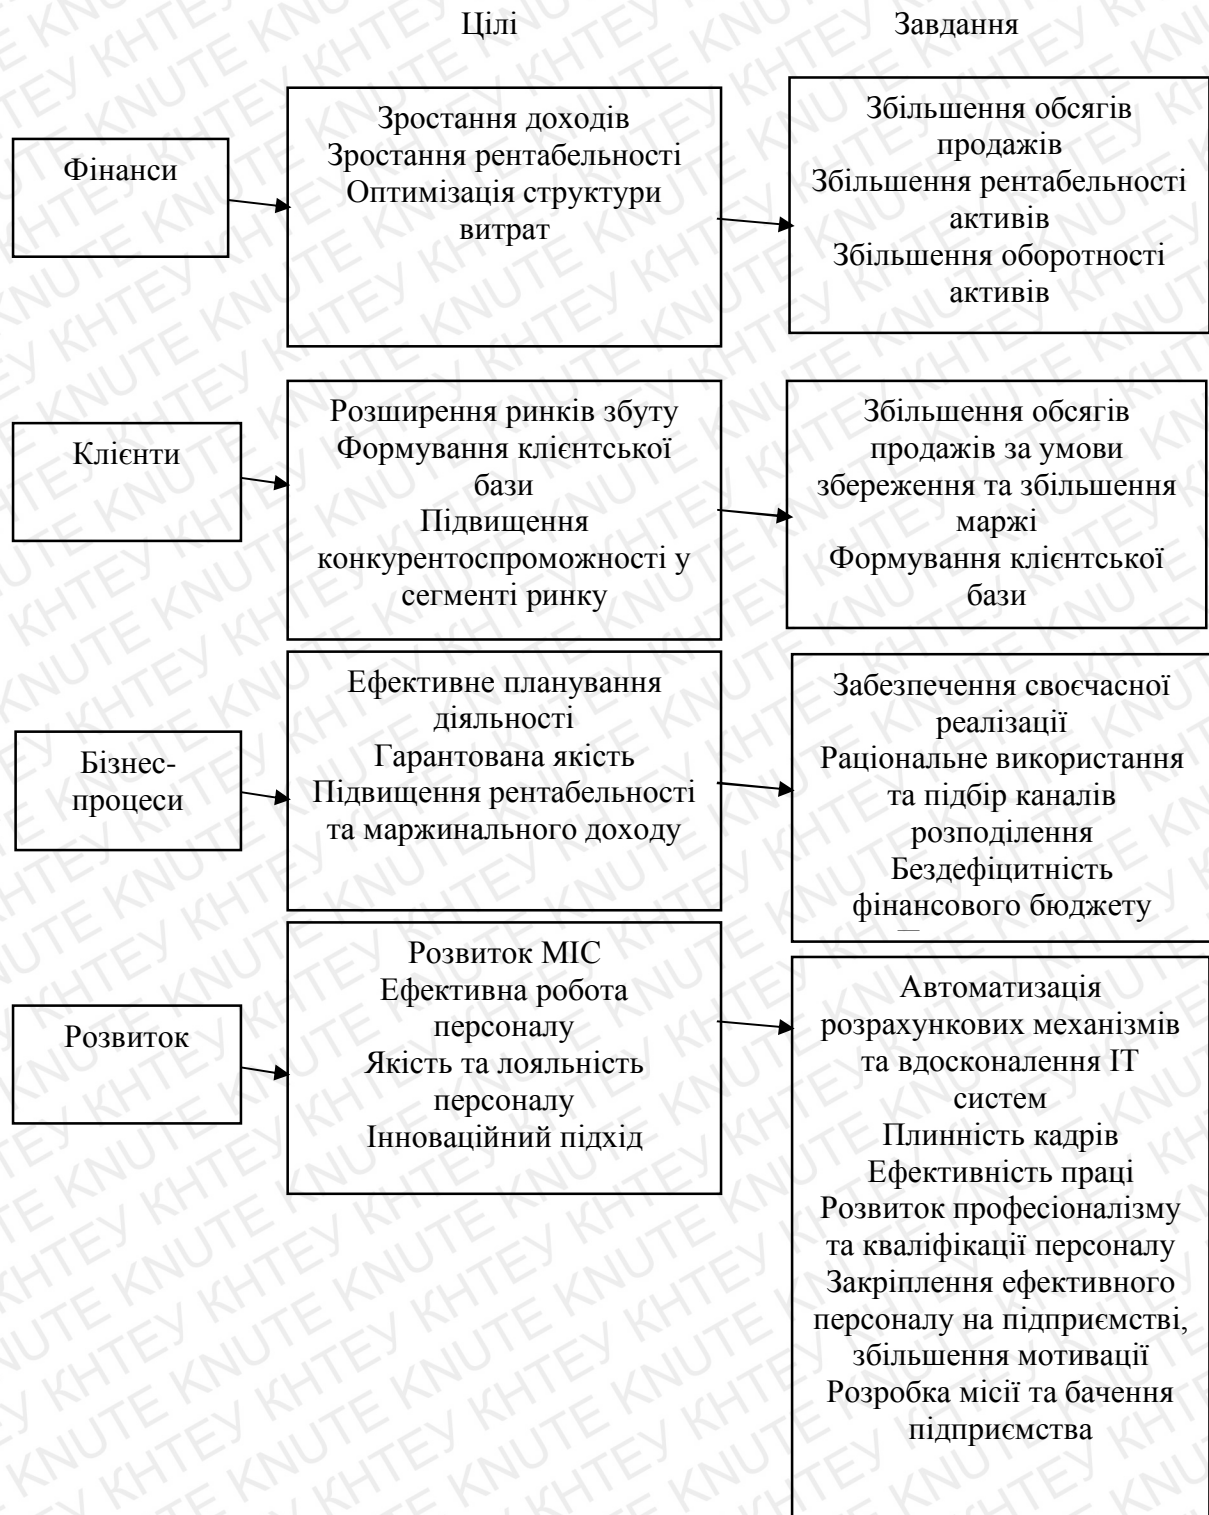 Цілі
Завдання
Фінанси
Зростання доходів
Зростання рентабельності
Оптимізація структури
витрат
Збільшення обсягів
продажів
Збільшення рентабельності
активів
Збільшення оборотності
активів
Клієнти
Розширення ринків збуту
Формування клієнтської
бази
Підвищення
конкурентоспроможності у
сегменті ринку
Збільшення обсягів
продажів за умови
збереження та збільшення
маржі
Формування клієнтської
бази
Бізнес-
процеси
Ефективне планування
діяльності
Гарантована якість
Підвищення рентабельності
та маржинального доходу
Забезпечення своєчасної
реалізації
Раціональне використання
та підбір каналів
розподілення
Бездефіцитність
фінансового бюджету
Розвиток
Розвиток МІС
Ефективна робота
персоналу
Якість та лояльність
персоналу
Інноваційний підхід
Автоматизація
розрахункових механізмів
та вдосконалення ІТ
систем
Плинність кадрів
Ефективність праці
Розвиток професіоналізму
та кваліфікації персоналу
Закріплення ефективного
персоналу на підприємстві,
збільшення мотивації
Розробка місії та бачення
підприємства